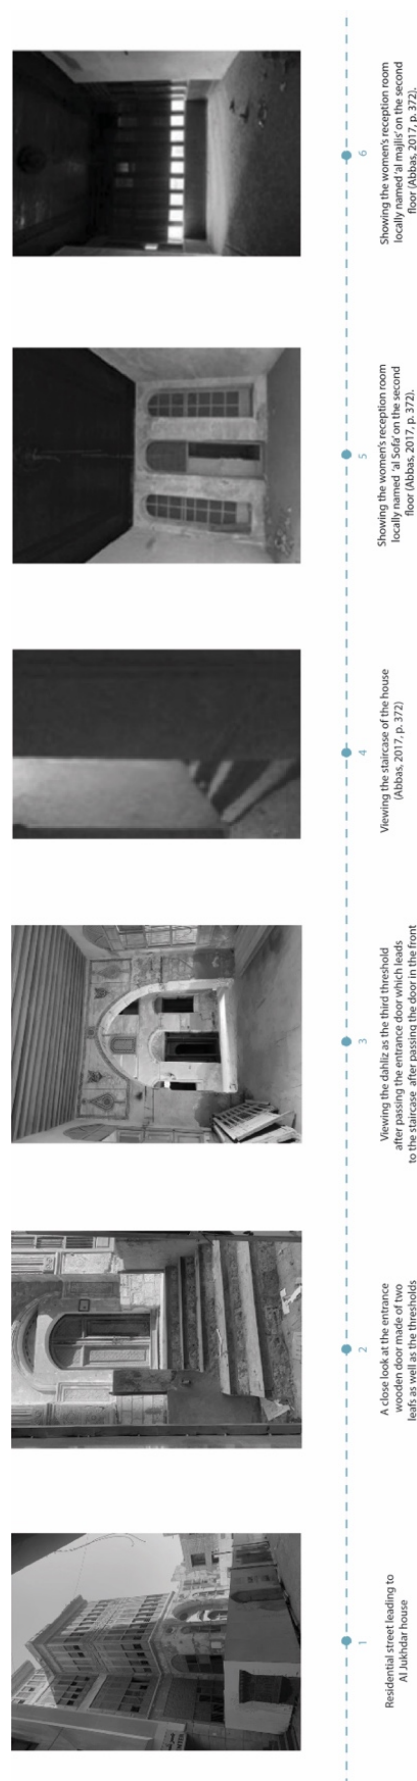 1
Residential street leading to
Al Jukhdar house
2
A close look at the entrance
wooden door made of two
leafs as well as the thresholds
3
Viewing the dahliz as the third threshold
after passing the entrance door which leads
to the staircase after passing the door in the front
4
Viewing the staircase of the house
(Abbas, 2017, p. 372)
5
Showing the women's reception room
locally named 'al Sofa' on the second
floor (Abbas, 2017, p. 372).
6
Showing the women's reception room
locally named 'al majlis' on the second
floor (Abbas, 2017, p. 372).